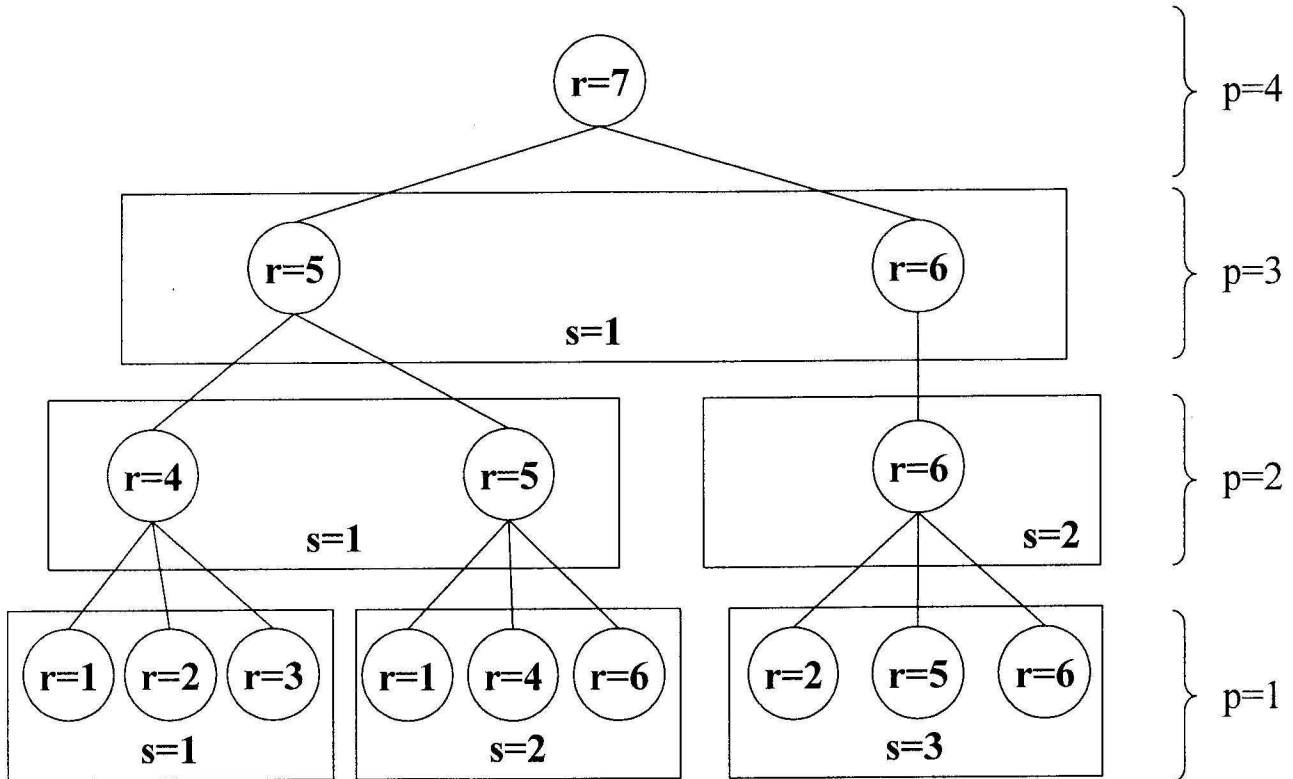 r=7
p=4
r=5 r=6
s=1
p=3
r=4 r=5 r=6
s=1 s=2
p=2
r=1 r=2 r=3 r=1 r=4 r=6 r=2 r=5 r=6
p=1
s=1 s=2 s=3